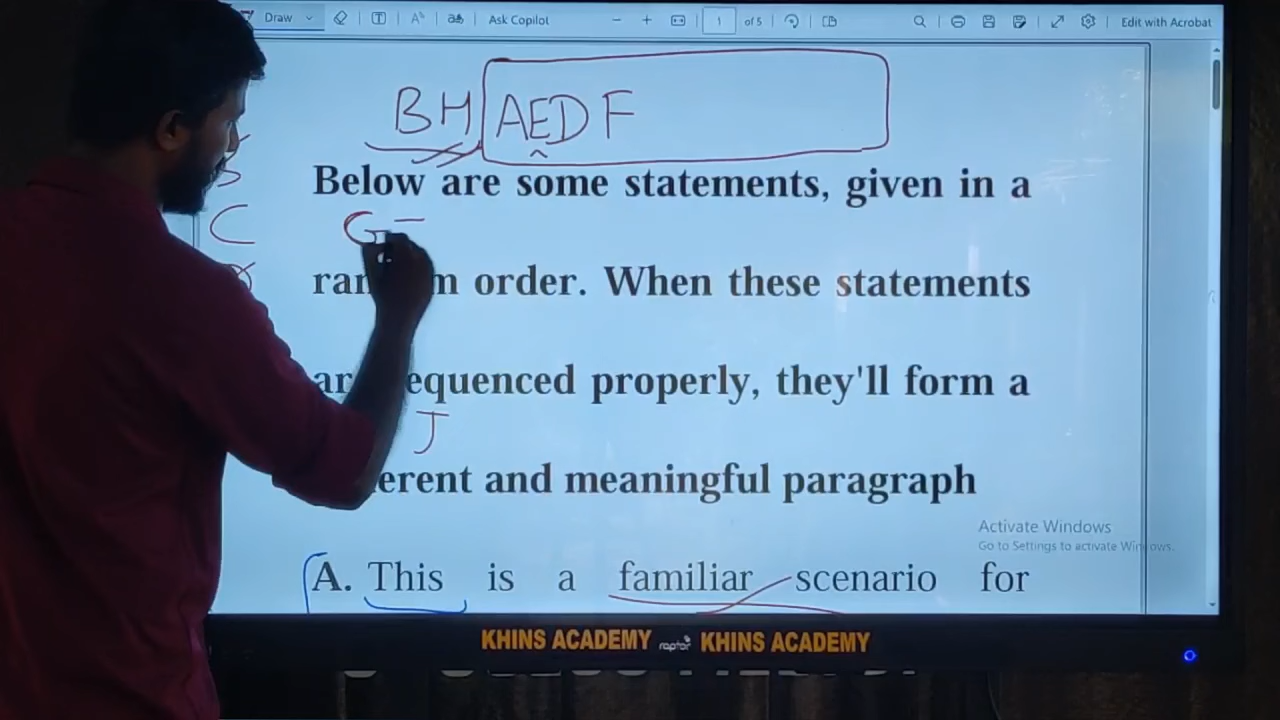 Draw Ask Copilot 1 of 5 Edit with Acrobat
BH AEDF
Below are some statements, given in a
G
order. When these statements
C
properly, they'll form a
J
and meaningful paragraph
Activate Windows
Go to Settings to activate Windows.
A. This is a familiar scenario for
KHINS ACADEMY raptor KHINS ACADEMY